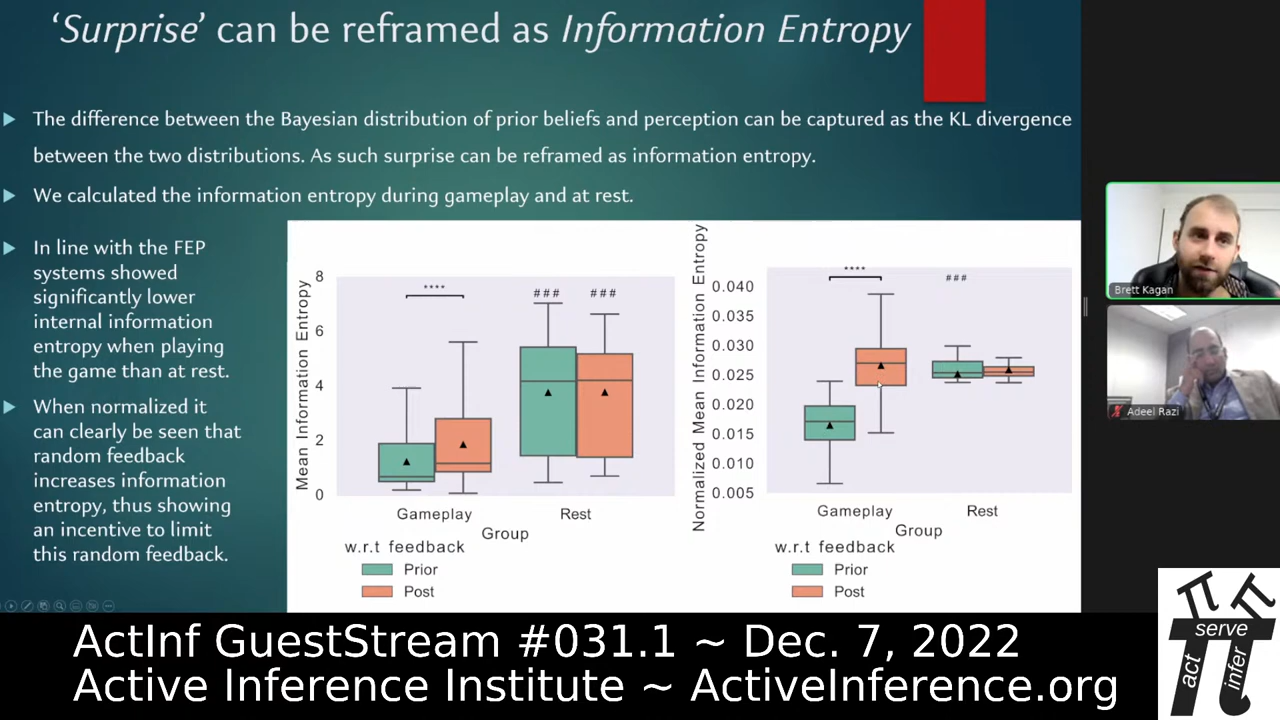 ‘Surprise’ can be reframed as Information Entropy
The difference between the Bayesian distribution of prior beliefs and perception can be captured as the KL divergence
between the two distributions. As such surprise can be reframed as information entropy.
We calculated the information entropy during gameplay and at rest.
In line with the FEP
systems showed
significantly lower
internal information
entropy when playing
the game than at rest.
When normalized it
can clearly be seen that
random feedback
increases information
entropy, thus showing
an incentive to limit
this random feedback.
Mean Information Entropy
8
6
4
2
0
****
###
###
Gameplay
Rest
Group
w.r.t feedback
Prior
Post
Normalized Mean Information Entropy
0.040
0.035
0.030
0.025
0.020
0.015
0.010
0.005
****
###
Gameplay
Rest
Group
w.r.t feedback
Prior
Post
Brett Kagan
Adeel Razi
ActInf GuestStream #031.1 ~ Dec. 7, 2022
Active Inference Institute ~ ActiveInference.org
serve
act
infer